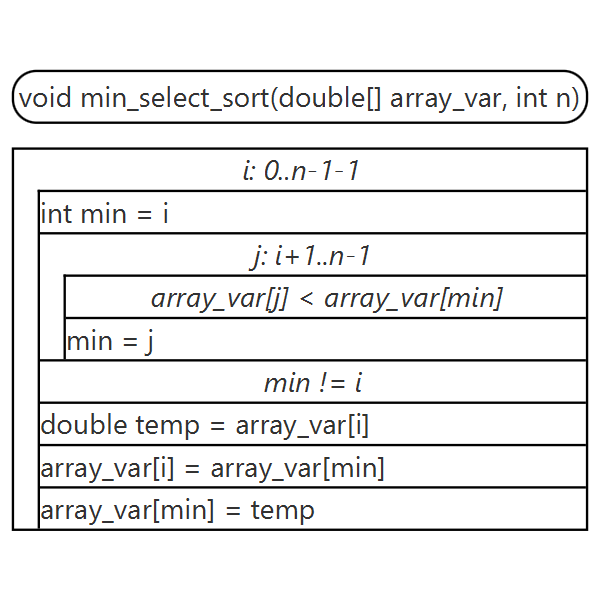 void min_select_sort(double[] array_var, int n)
i: 0..n-1-1
int min = i
j: i+1..n-1
array_var[j] < array_var[min]
min = j
min != i
double temp = array_var[i]
array_var[i] = array_var[min]
array_var[min] = temp